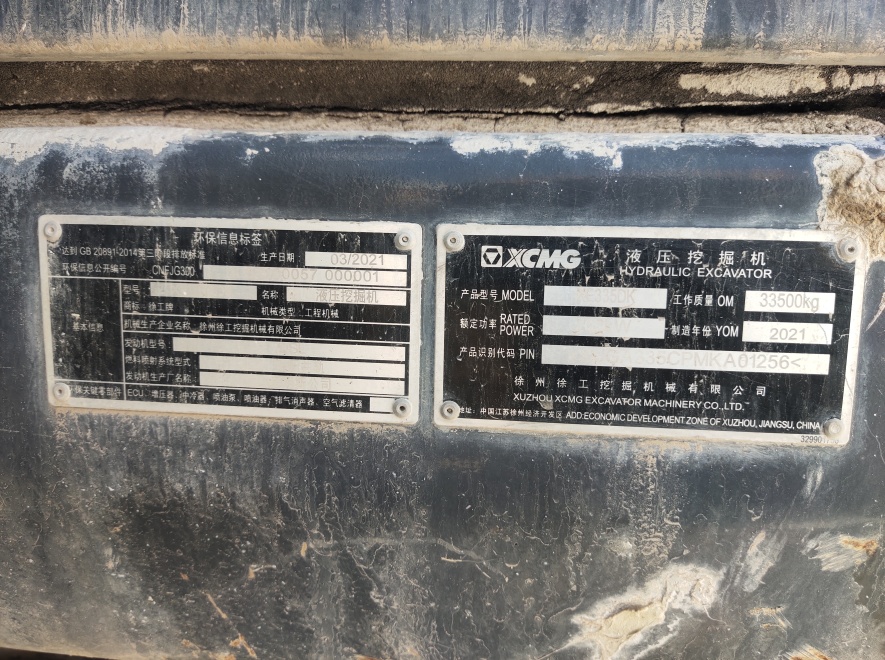 环保信息标签
达到 GB 20891-2014第三阶段排放标准 生产日期 03/2021
环保信息公开编号 CNFJG300 0057 000001
型号: 名称: 液压挖掘机
商标: 徐工牌 机械类型: 工程机械
基本信息
机械生产企业名称: 徐州徐工挖掘机械有限公司
发动机型号:
燃料喷射系统型式:
发动机生产厂名称:
环保关键零部件 ECU、增压器、中冷器、喷油泵、喷油器、排气消声器、空气滤清器
XCMG 液压挖掘机
HYDRAULIC EXCAVATOR
产品型号 MODEL 工作质量 OM 33500kg
额定功率 RATED POWER 制造年份 YOM 2021
产品识别代码 PIN CPMKA01256<
徐州徐工挖掘机械有限公司
XUZHOU XCMG EXCAVATOR MACHINERY CO.,LTD.
地址: 中国江苏徐州经济开发区 ADD:ECONOMIC DEVELOPMENT ZONE OF XUZHOU, JIANGSU, CHINA